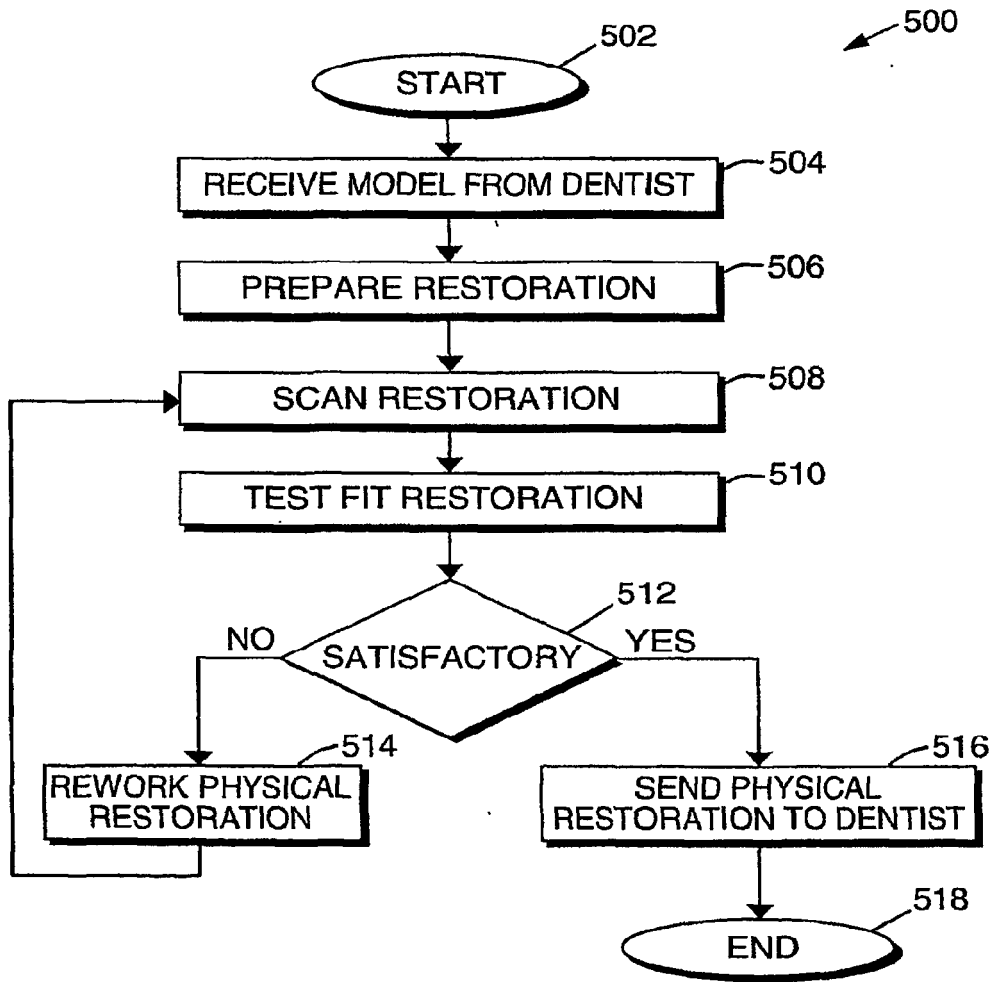 500
502
START
504
RECEIVE MODEL FROM DENTIST
506
PREPARE RESTORATION
508
SCAN RESTORATION
510
TEST FIT RESTORATION
512
NO
SATISFACTORY
YES
514
REWORK PHYSICAL
RESTORATION
516
SEND PHYSICAL
RESTORATION TO DENTIST
518
END